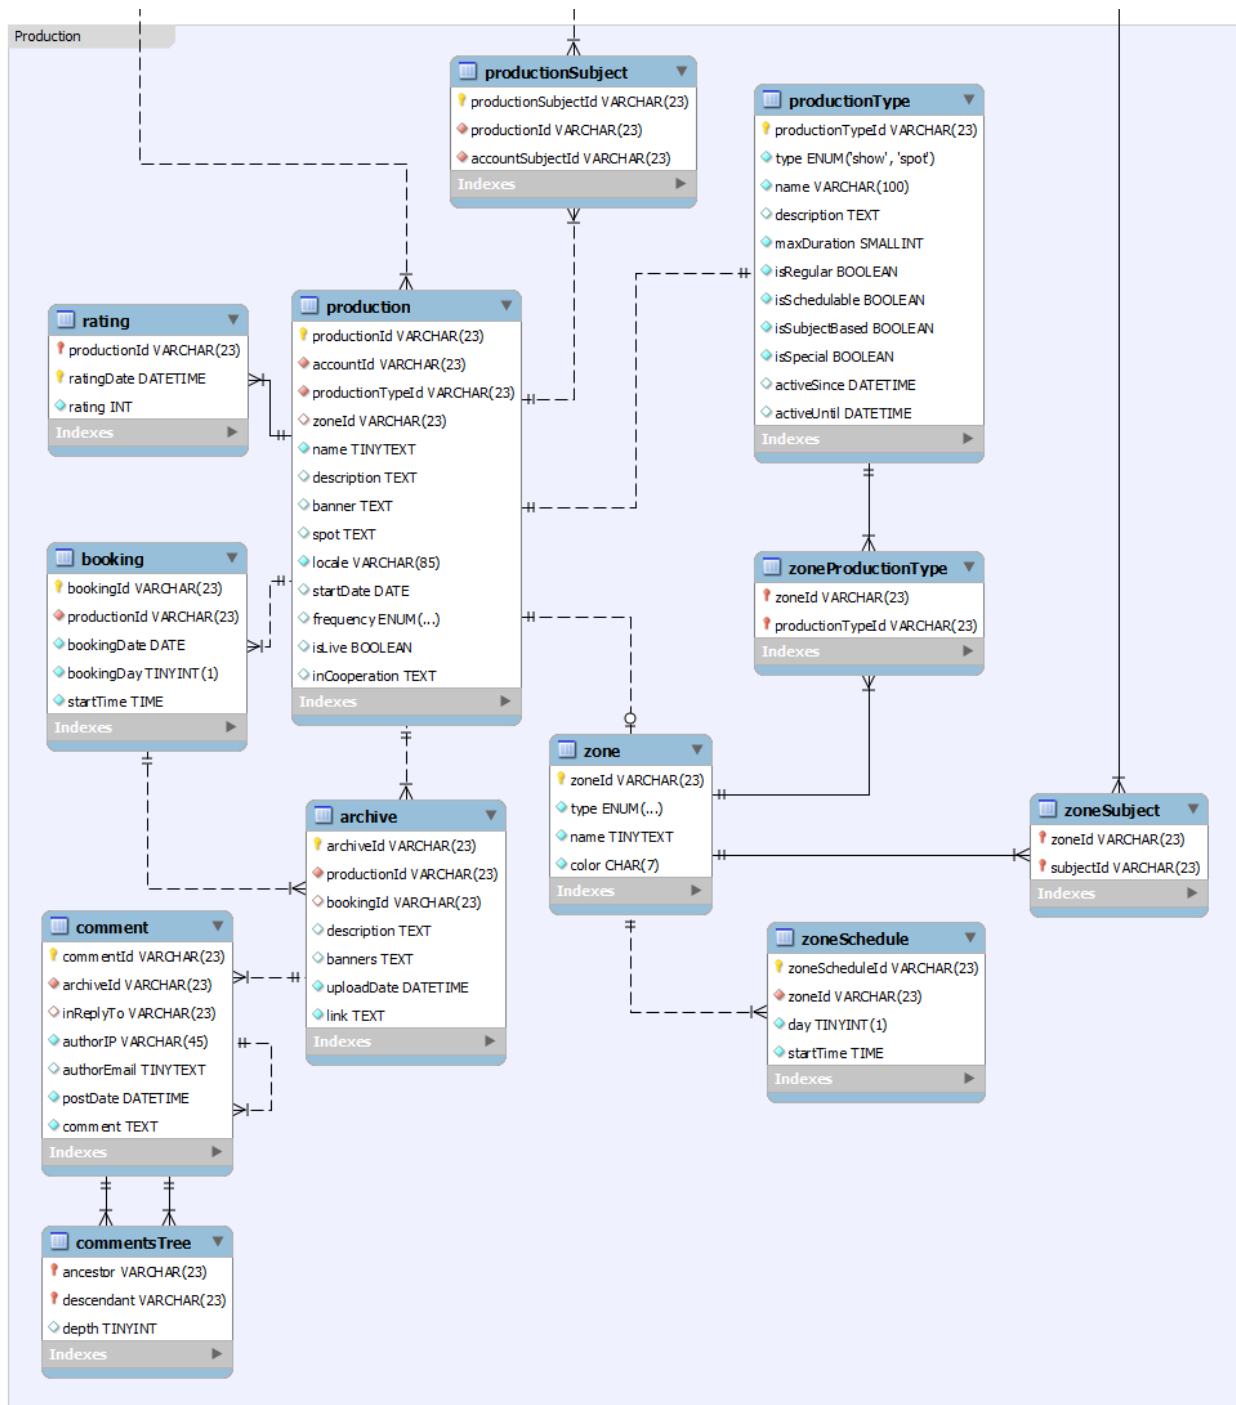 Production
productionSubject
productionSubjectId VARCHAR(23)
productionId VARCHAR(23)
accountSubjectId VARCHAR(23)
Indexes
productionType
productionTypeId VARCHAR(23)
type ENUM('show', 'spot')
name VARCHAR(100)
description TEXT
maxDuration SMALLINT
isRegular BOOLEAN
isSchedulable BOOLEAN
isSubjectBased BOOLEAN
isSpecial BOOLEAN
activeSince DATETIME
activeUntil DATETIME
Indexes
rating
productionId VARCHAR(23)
ratingDate DATETIME
rating INT
Indexes
production
productionId VARCHAR(23)
accountId VARCHAR(23)
productionTypeId VARCHAR(23)
zoneId VARCHAR(23)
name TINYTEXT
description TEXT
banner TEXT
spot TEXT
locale VARCHAR(85)
startDate DATE
frequency ENUM(...)
isLive BOOLEAN
inCooperation TEXT
Indexes
booking
bookingId VARCHAR(23)
productionId VARCHAR(23)
bookingDate DATE
bookingDay TINYINT(1)
startTime TIME
Indexes
zoneProductionType
zoneId VARCHAR(23)
productionTypeId VARCHAR(23)
Indexes
zone
zoneId VARCHAR(23)
type ENUM(...)
name TINYTEXT
color CHAR(7)
Indexes
zoneSubject
zoneId VARCHAR(23)
subjectId VARCHAR(23)
Indexes
archive
archiveId VARCHAR(23)
productionId VARCHAR(23)
bookingId VARCHAR(23)
description TEXT
banners TEXT
uploadDate DATETIME
link TEXT
Indexes
comment
commentId VARCHAR(23)
archiveId VARCHAR(23)
inReplyTo VARCHAR(23)
authorIP VARCHAR(45)
authorEmail TINYTEXT
postDate DATETIME
comment TEXT
Indexes
zoneSchedule
zoneScheduleId VARCHAR(23)
zoneId VARCHAR(23)
day TINYINT(1)
startTime TIME
Indexes
commentsTree
ancestor VARCHAR(23)
descendant VARCHAR(23)
depth TINYINT
Indexes